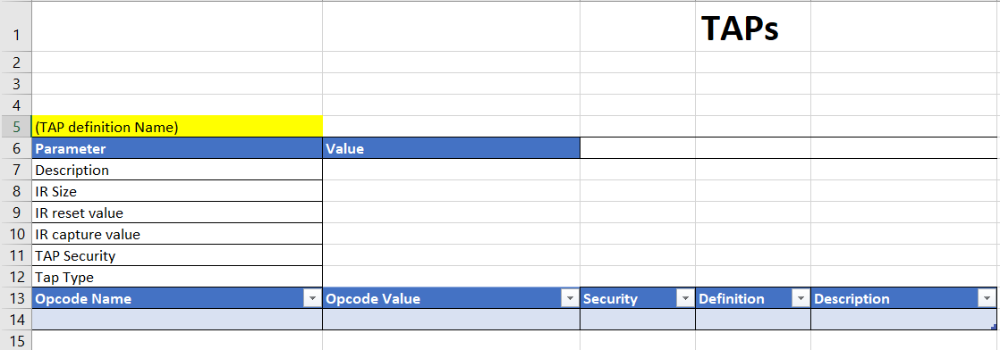 1 TAPs
2
3
4
5 (TAP definition Name)
6 Parameter Value
7 Description
8 IR Size
9 IR reset value
10 IR capture value
11 TAP Security
12 Tap Type
13 Opcode Name Opcode Value Security Definition Description
14
15